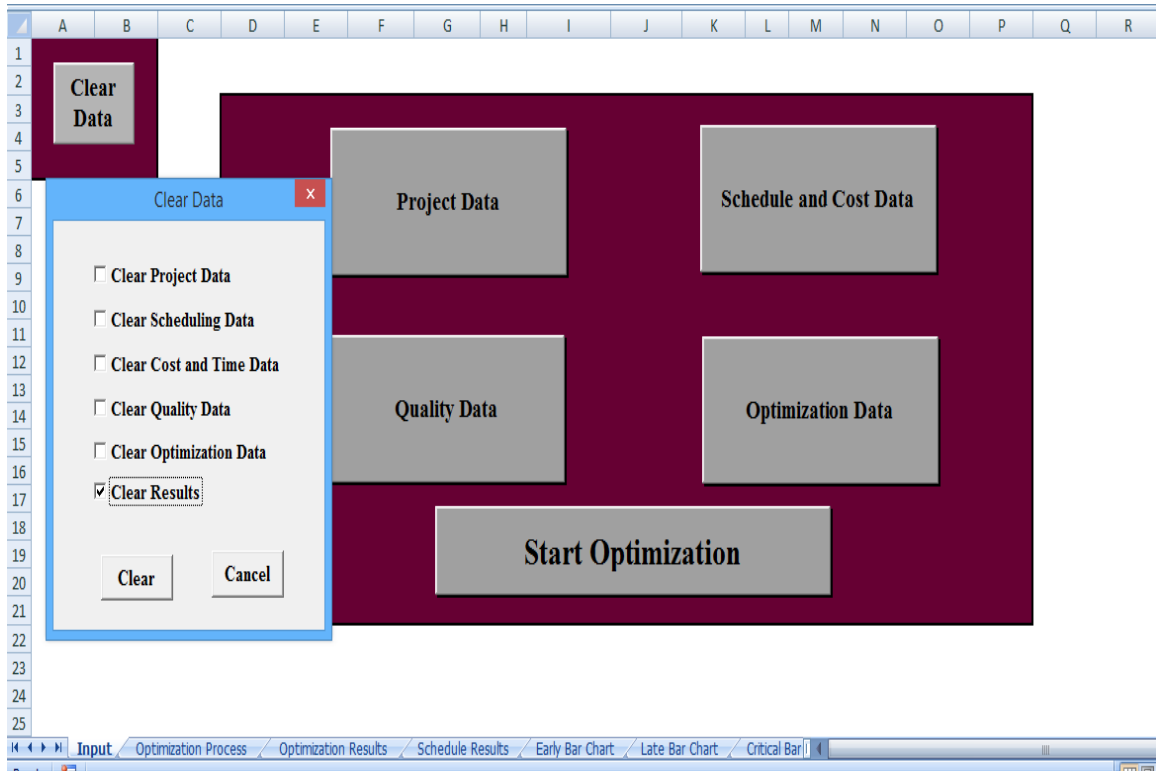 A B C D E F G H I J K L M N O P Q R
1
2
3
4
5
6
7
8
9
10
11
12
13
14
15
16
17
18
19
20
21
22
23
24
25
Clear
Data
Project Data
Schedule and Cost Data
Quality Data
Optimization Data
Start Optimization
Clear Data
x
Clear Project Data
Clear Scheduling Data
Clear Cost and Time Data
Clear Quality Data
Clear Optimization Data
Clear Results
Clear Cancel
Input Optimization Process Optimization Results Schedule Results Early Bar Chart Late Bar Chart Critical Bar